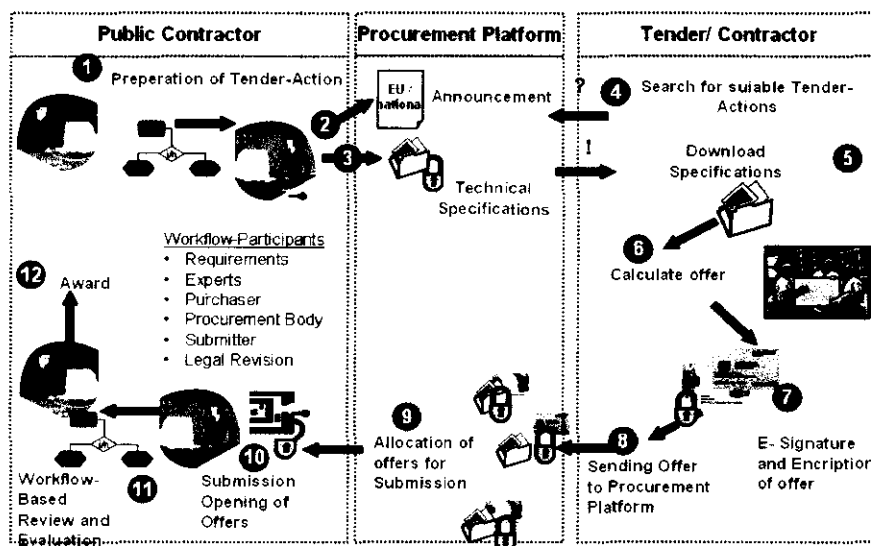 Public Contractor
Procurement Platform
Tender/ Contractor
1
Preparation of Tender-Action
2
3
EU /
nationa
Announcement
Technical
Specifications
?
4
Search for suiable Tender-
Actions
!
Download
Specifications
5
6
Calculate offer
7
E- Signature
and Encription
of offer
8
Sending Offer
to Procurement
Platform
9
Allocation of
offers for
Submission
10
Submission
Opening of
Offers
11
Workflow-
Based
Review and
Evaluation
12
Award
Workflow-Participants
• Requirements
• Experts
• Purchaser
• Procurement Body
• Submitter
• Legal Revision